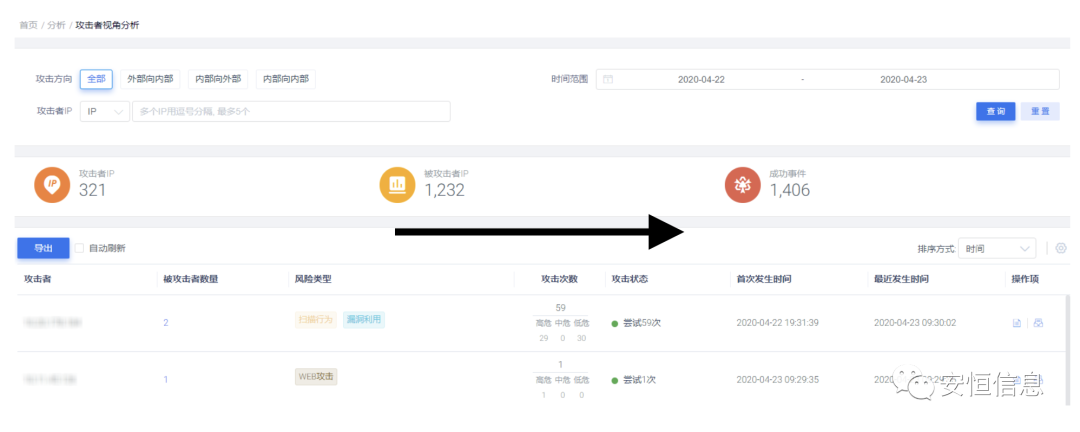 首页 / 分析 / 攻击者视角分析
攻击方向 全部 外部向内部 内部向外部 内部向内部 时间范围 2020-04-22 - 2020-04-23
攻击者IP IP 多个IP用逗号分隔, 最多5个 查询 重置
攻击者IP 被攻击者IP 成功事件
IP 321 1,232 1,406
导出 自动刷新 排序方式: 时间
攻击者 被攻击者数量 风险类型 攻击次数 攻击状态 首次发生时间 最近发生时间 操作项
59
2 扫描行为 漏洞利用 高危 中危 低危 尝试59次 2020-04-22 19:31:39 2020-04-23 09:30:02
29 0 30
1
1 WEB攻击 高危 中危 低危 尝试1次 2020-04-23 09:29:35
1 0 0
安恒信息